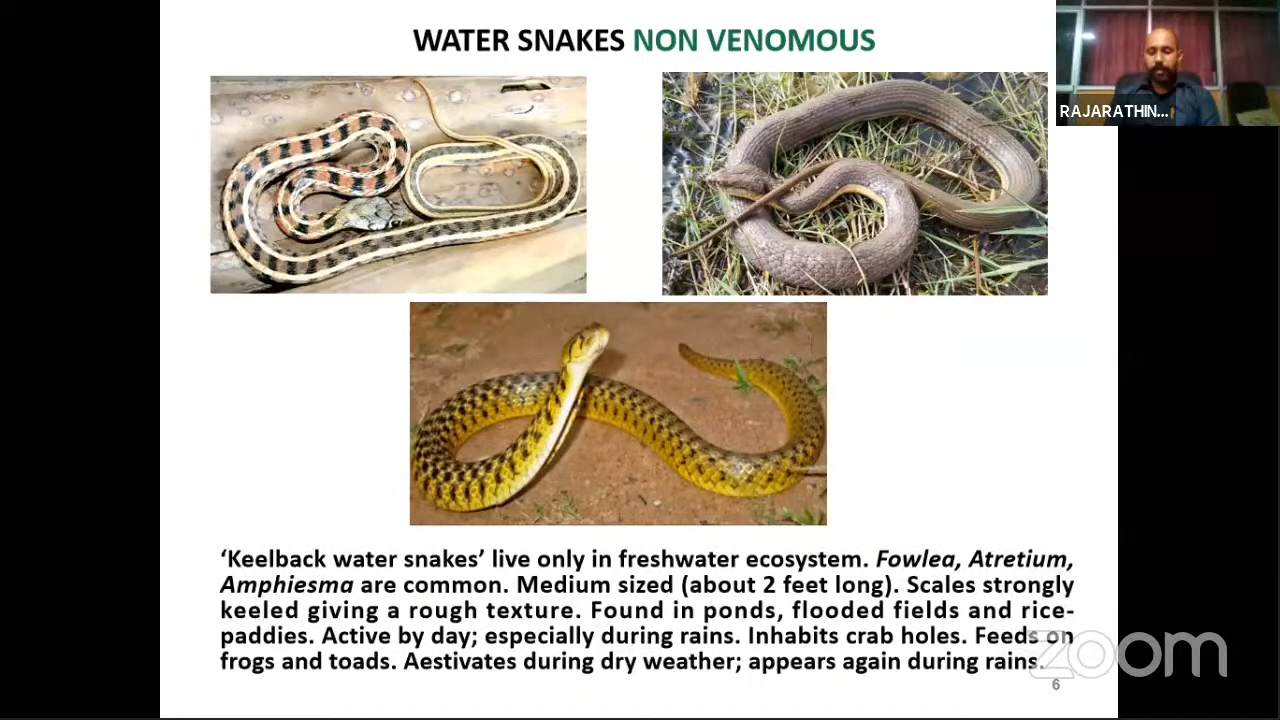 WATER SNAKES NON VENOMOUS
RAJARATHIN...
‘Keelback water snakes’ live only in freshwater ecosystem. Fowlea, Atretium,
Amphiesma are common. Medium sized (about 2 feet long). Scales strongly
keeled giving a rough texture. Found in ponds, flooded fields and rice-
paddies. Active by day; especially during rains. Inhabits crab holes. Feeds on
frogs and toads. Aestivates during dry weather; appears again during rains.
zoom
6